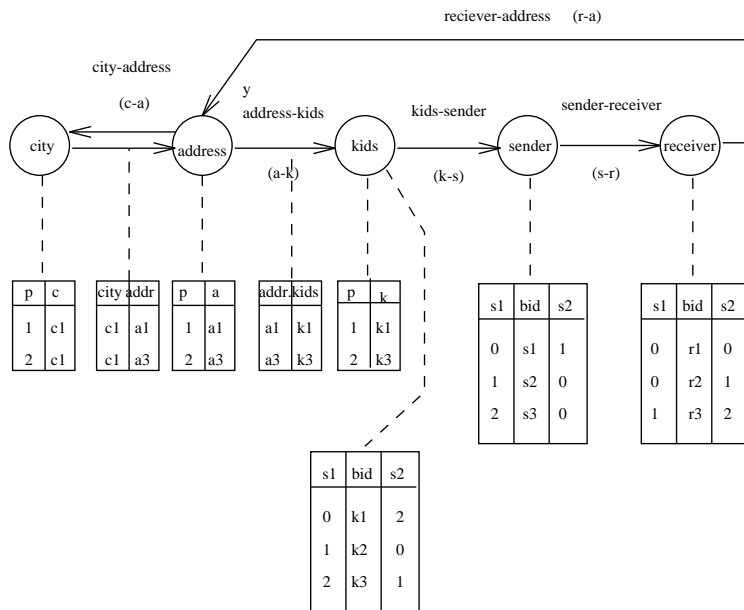 reciever-address (r-a)
city-address
(c-a)
y
address-kids
kids-sender
sender-receiver
city
address
kids
sender
receiver
(a-k)
(k-s)
(s-r)
p c
1 c1
2 c1
city addr
c1 a1
c1 a3
p a
1 a1
2 a3
addr. kids
a1 k1
a3 k3
p k
1 k1
2 k3
s1 bid s2
0 s1 1
1 s2 0
2 s3 0
s1 bid s2
0 r1 0
0 r2 1
1 r3 2
s1 bid s2
0 k1 2
1 k2 0
2 k3 1